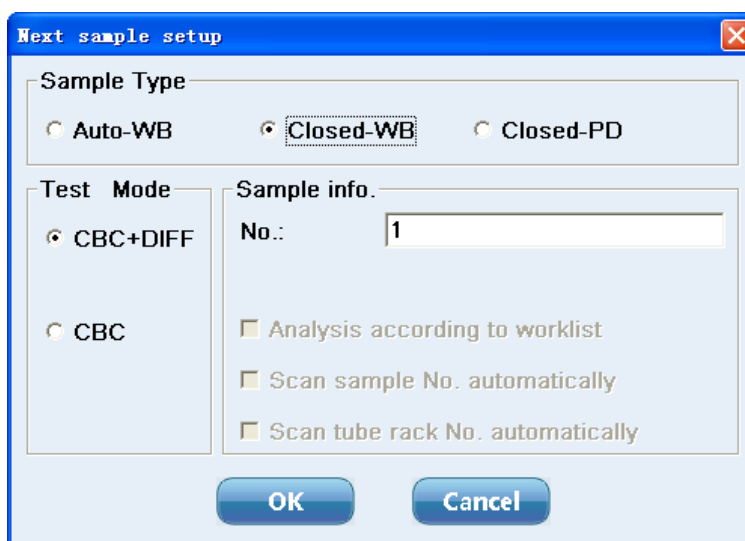 Next sample setup
Sample Type
Auto-WB Closed-WB Closed-PD
Test Mode
CBC+DIFF
CBC
Sample info.
No.: 1
Analysis according to worklist
Scan sample No. automatically
Scan tube rack No. automatically
OK Cancel